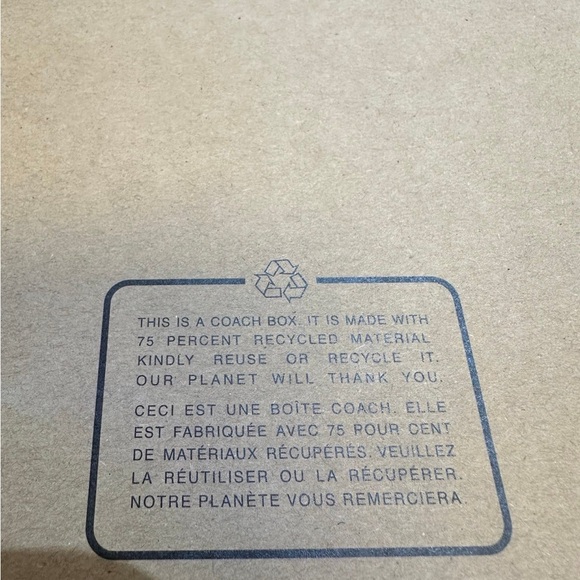 THIS IS A COACH BOX. IT IS MADE WITH
75 PERCENT RECYCLED MATERIAL
KINDLY REUSE OR RECYCLE IT.
OUR PLANET WILL THANK YOU.
CECI EST UNE BOÎTE COACH. ELLE
EST FABRIQUÉE AVEC 75 POUR CENT
DE MATÉRIAUX RÉCUPÉRÉS. VEUILLEZ
LA RÉUTILISER OU LA RÉCUPÉRER.
NOTRE PLANÈTE VOUS REMERCIERA.